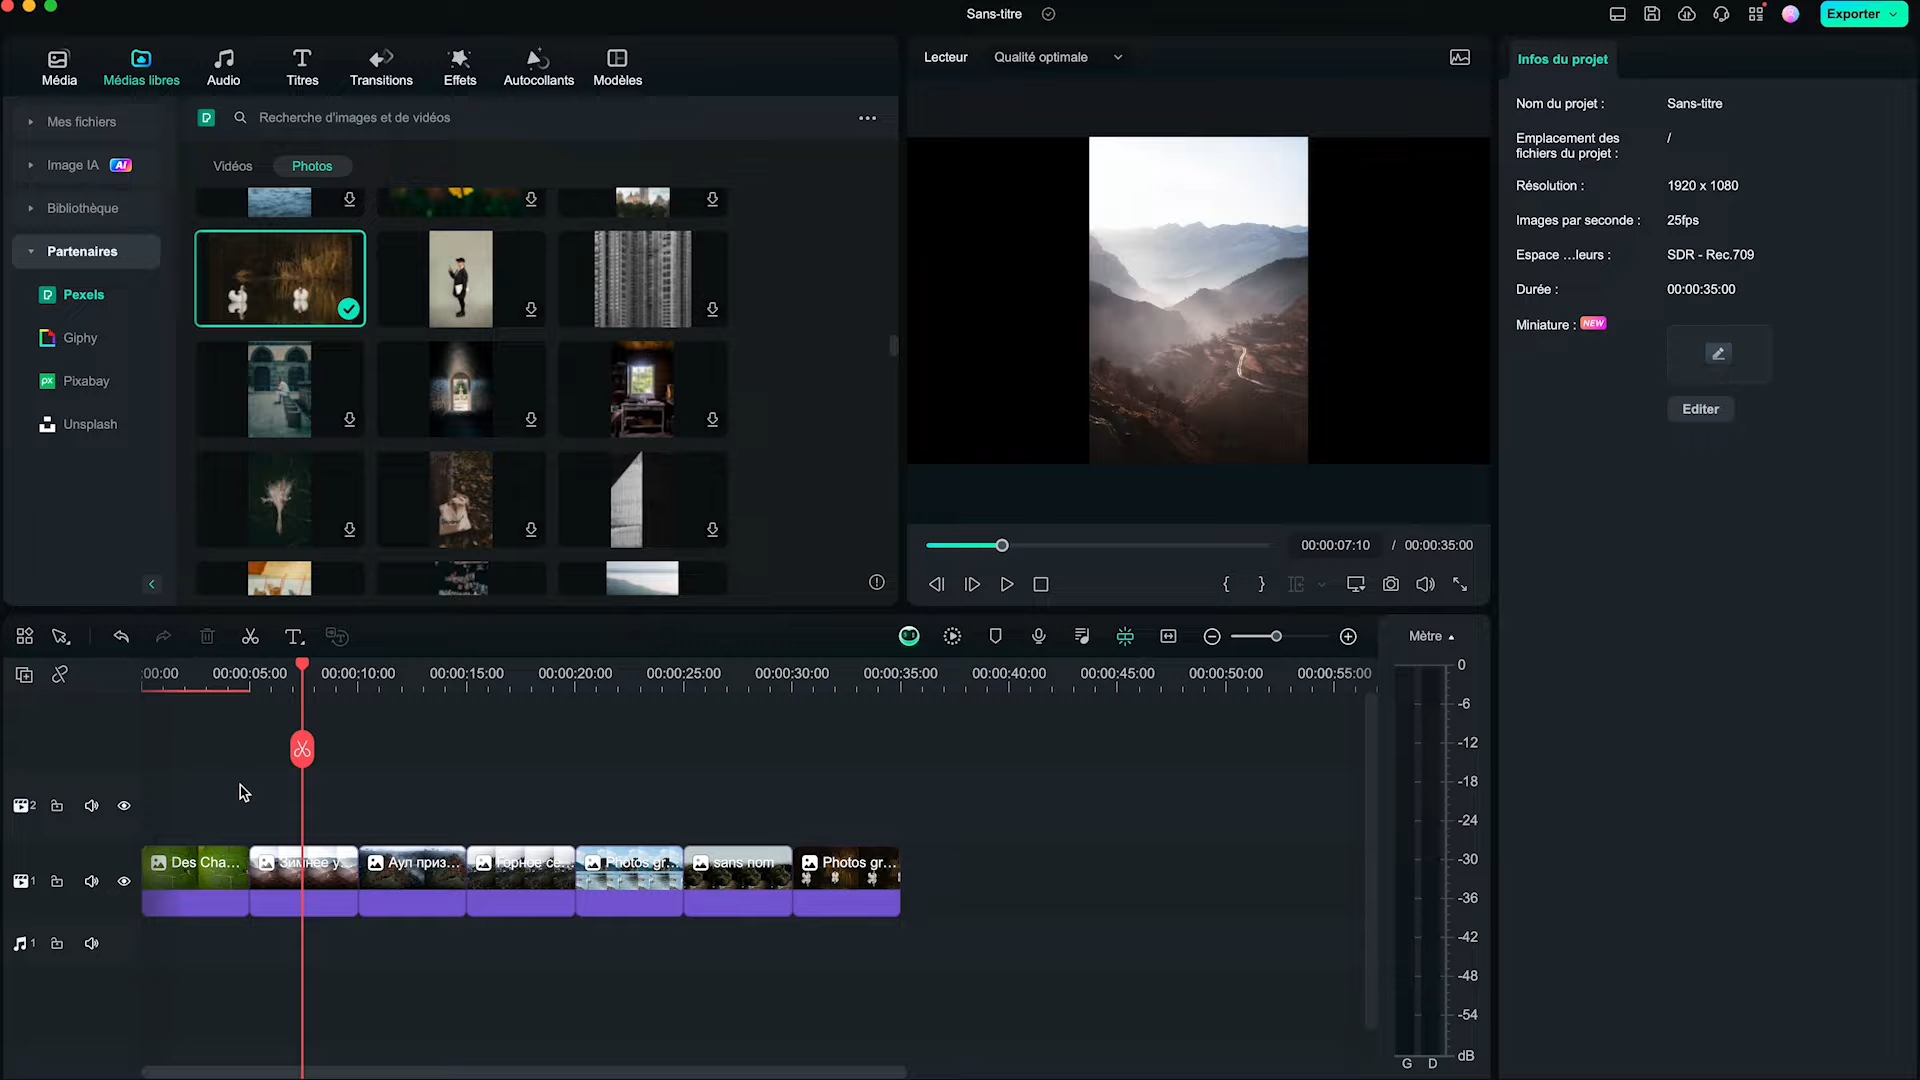 Sans-titre
Exporter
Média
Médias libres
Audio
Titres
Transitions
Effets
Autocollants
Modèles
Mes fichiers
Image IA AI
Bibliothèque
Partenaires
Pexels
Giphy
Pixabay
Unsplash
Recherche d'images et de vidéos
Vidéos
Photos
Lecteur
Qualité optimale
00:00:07:10 / 00:00:35:00
Infos du projet
Nom du projet :
Sans-titre
Emplacement des
fichiers du projet :
/
Résolution :
1920 x 1080
Images par seconde :
25fps
Espace ...leurs :
SDR - Rec.709
Durée :
00:00:35:00
Miniature : NEW
Editer
Mètre
:00:00
00:00:05:00
00:00:10:00
00:00:15:00
00:00:20:00
00:00:25:00
00:00:30:00
00:00:35:00
00:00:40:00
00:00:45:00
00:00:50:00
00:00:55:00
2
1
Des Cha...
Зимнее у...
Аул приз...
Горное се...
Photos gr...
sans nom
Photos gr...
1
0
-6
-12
-18
-24
-30
-36
-42
-48
-54
dB
G D